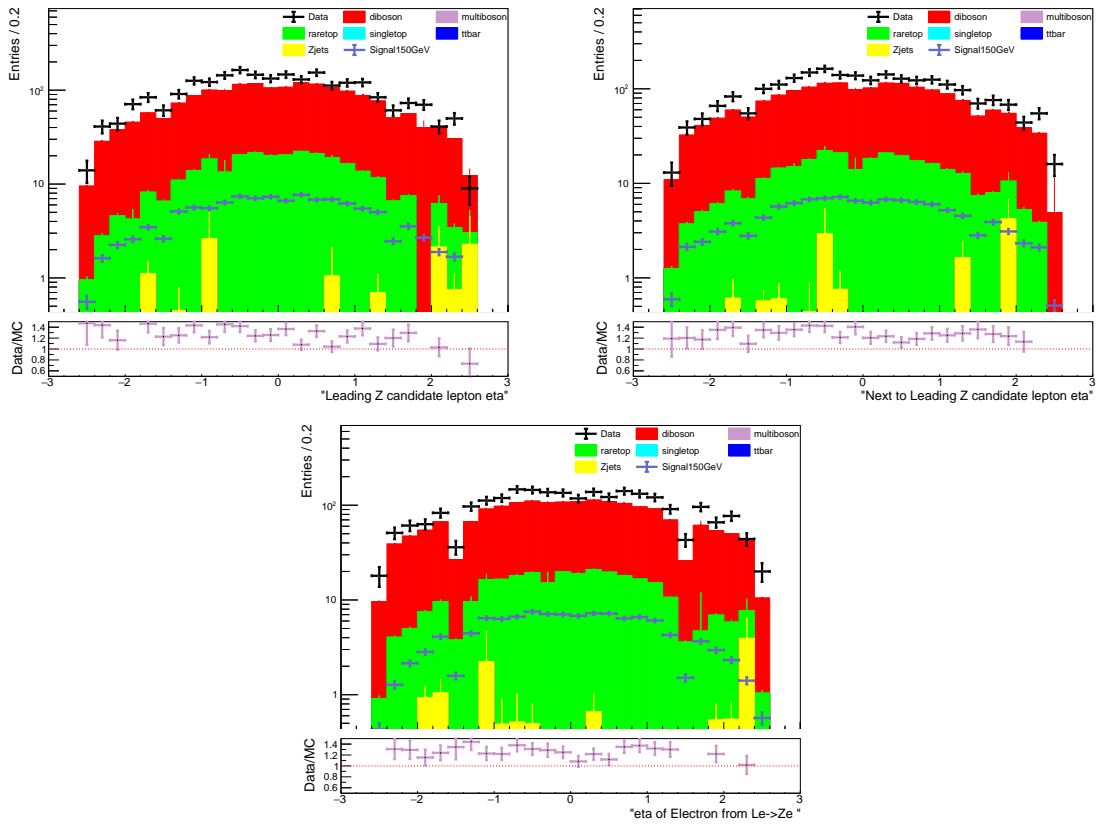 Entries / 0.2
Data diboson multiboson
raretop singletop ttbar
Zjets Signal150GeV
10²
10
1
Data/MC
1.4
1.2
1
0.8
0.6
−3 −2 −1 0 1 2 3
"Leading Z candidate lepton eta"
Entries / 0.2
Data diboson multiboson
raretop singletop ttbar
Zjets Signal150GeV
10²
10
1
Data/MC
1.4
1.2
1
0.8
0.6
−3 −2 −1 0 1 2 3
"Next to Leading Z candidate lepton eta"
Entries / 0.2
Data diboson multiboson
raretop singletop ttbar
Zjets Signal150GeV
10²
10
1
Data/MC
1.4
1.2
1
0.8
0.6
−3 −2 −1 0 1 2 3
"eta of Electron from Le->Ze "